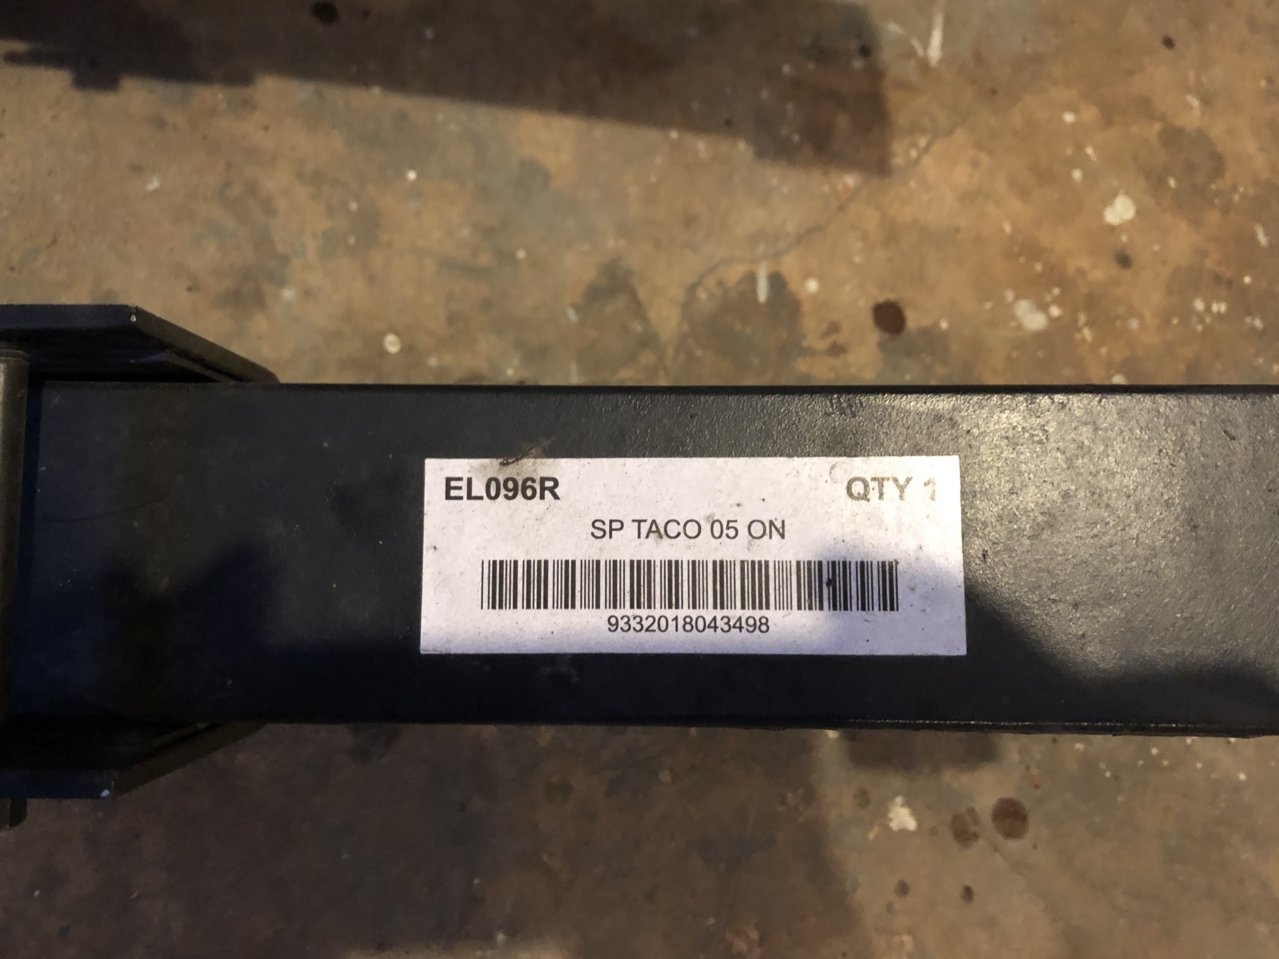 EL096R QTY 1
SP TACO 05 ON
9332018043498